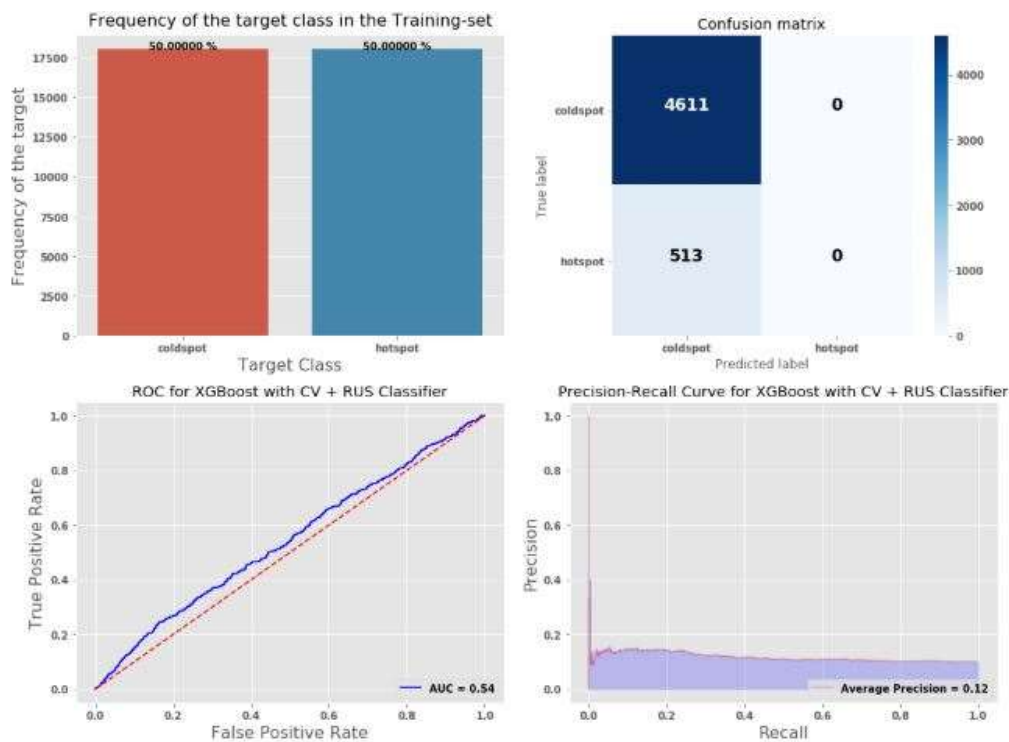 Frequency of the target class in the Training-set
50.00000 %
50.00000 %
17500
15000
12500
10000
7500
5000
2500
0
Frequency of the target
coldspot
hotspot
Target Class
Confusion matrix
coldspot
hotspot
True label
4611
0
513
0
coldspot
hotspot
Predicted label
4000
3000
2000
1000
0
ROC for XGBoost with CV + RUS Classifier
1.0
0.8
0.6
0.4
0.2
0.0
True Positive Rate
AUC = 0.54
0.0 0.2 0.4 0.6 0.8 1.0
False Positive Rate
Precision-Recall Curve for XGBoost with CV + RUS Classifier
1.0
0.8
0.6
0.4
0.2
0.0
Precision
Average Precision = 0.12
0.0 0.2 0.4 0.6 0.8 1.0
Recall